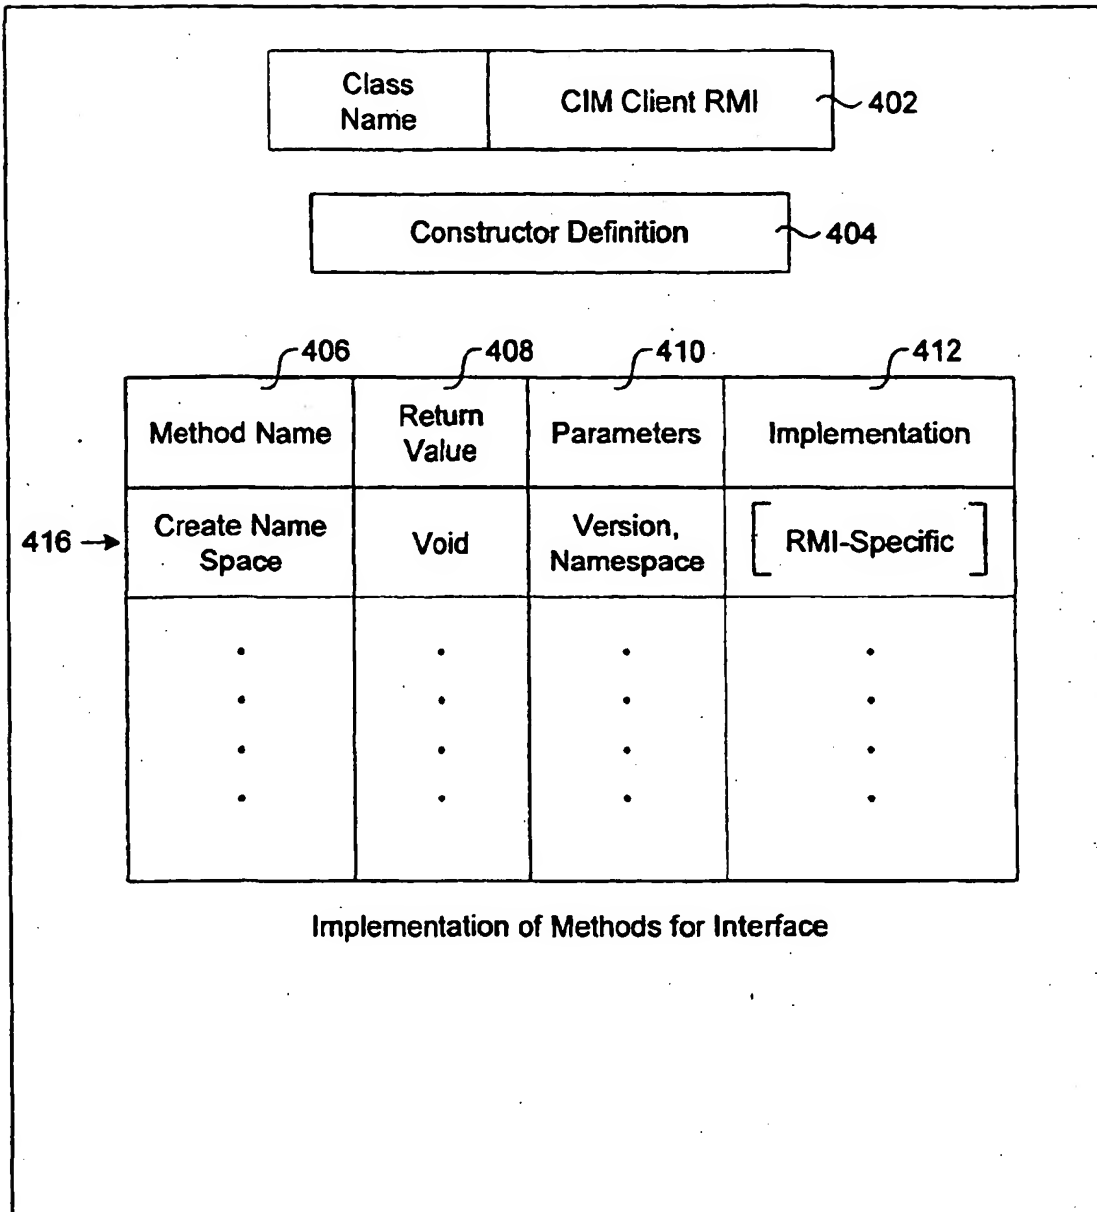 Class
Name
CIM Client RMI
402
Constructor Definition
404
406
408
410
412
Method Name
Return
Value
Parameters
Implementation
416
Create Name
Space
Void
Version,
Namespace
[RMI-Specific]
Implementation of Methods for Interface